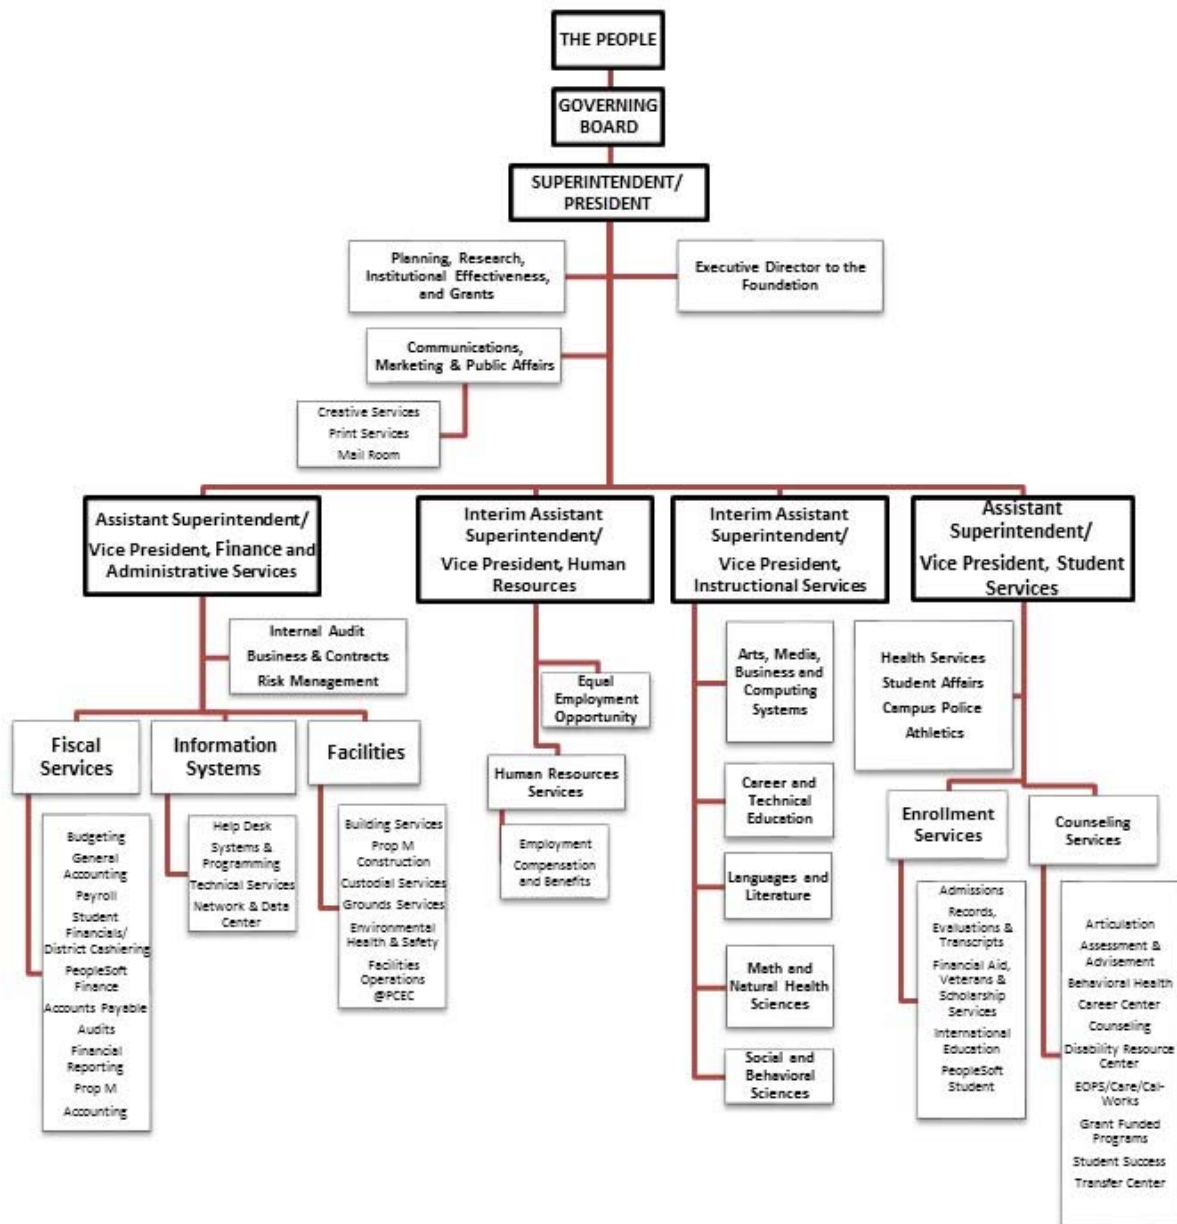 THE PEOPLE
GOVERNING
BOARD
SUPERINTENDENT/
PRESIDENT
Planning, Research,
Institutional Effectiveness,
and Grants
Executive Director to the
Foundation
Communications,
Marketing & Public Affairs
Creative Services
Print Services
Mail Room
Assistant Superintendent/
Vice President, Finance and
Administrative Services
Interim Assistant
Superintendent/
Vice President, Human
Resources
Interim Assistant
Superintendent/
Vice President,
Instructional Services
Assistant
Superintendent/
Vice President, Student
Services
Internal Audit
Business & Contracts
Risk Management
Fiscal
Services
Information
Systems
Facilities
Budgeting
General
Accounting
Payroll
Student
Financials/
District Cashiering
PeopleSoft
Finance
Accounts Payable
Audits
Financial
Reporting
Prop M
Accounting
Help Desk
Systems &
Programming
Technical Services
Network & Data
Center
Building Services
Prop M
Construction
Custodial Services
Grounds Services
Environmental
Health & Safety
Facilities
Operations
@PCEC
Equal
Employment
Opportunity
Human Resources
Services
Employment
Compensation
and Benefits
Arts, Media,
Business and
Computing
Systems
Career and
Technical
Education
Languages and
Literature
Math and
Natural Health
Sciences
Social and
Behavioral
Sciences
Health Services
Student Affairs
Campus Police
Athletics
Enrollment
Services
Counseling
Services
Admissions
Records,
Evaluations &
Transcripts
Financial Aid,
Veterans &
Scholarship
Services
International
Education
PeopleSoft
Student
Articulation
Assessment &
Advisement
Behavioral Health
Career Center
Counseling
Disability Resource
Center
EOPS/Care/Cal-
Works
Grant Funded
Programs
Student Success
Transfer Center